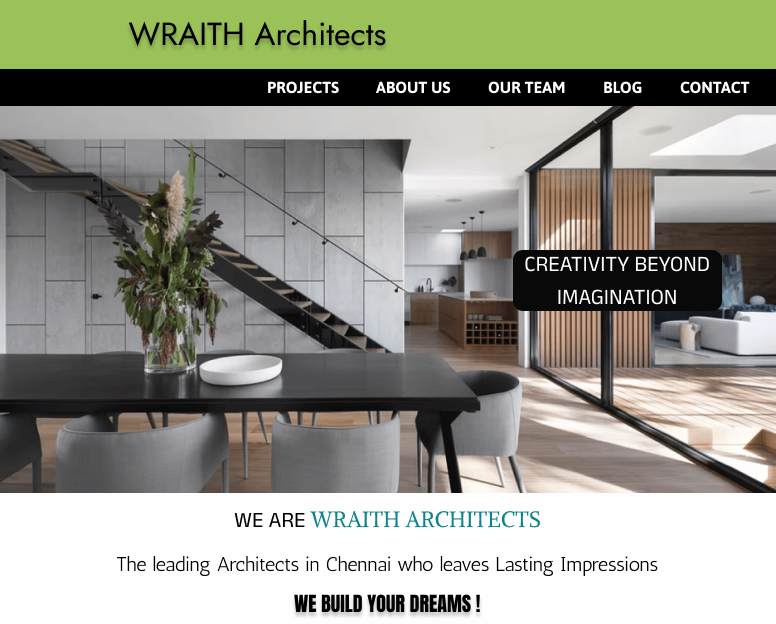 WRAITH Architects
PROJECTS ABOUT US OUR TEAM BLOG CONTACT
CREATIVITY BEYOND
IMAGINATION
WE ARE WRAITH ARCHITECTS
The leading Architects in Chennai who leaves Lasting Impressions
WE BUILD YOUR DREAMS !